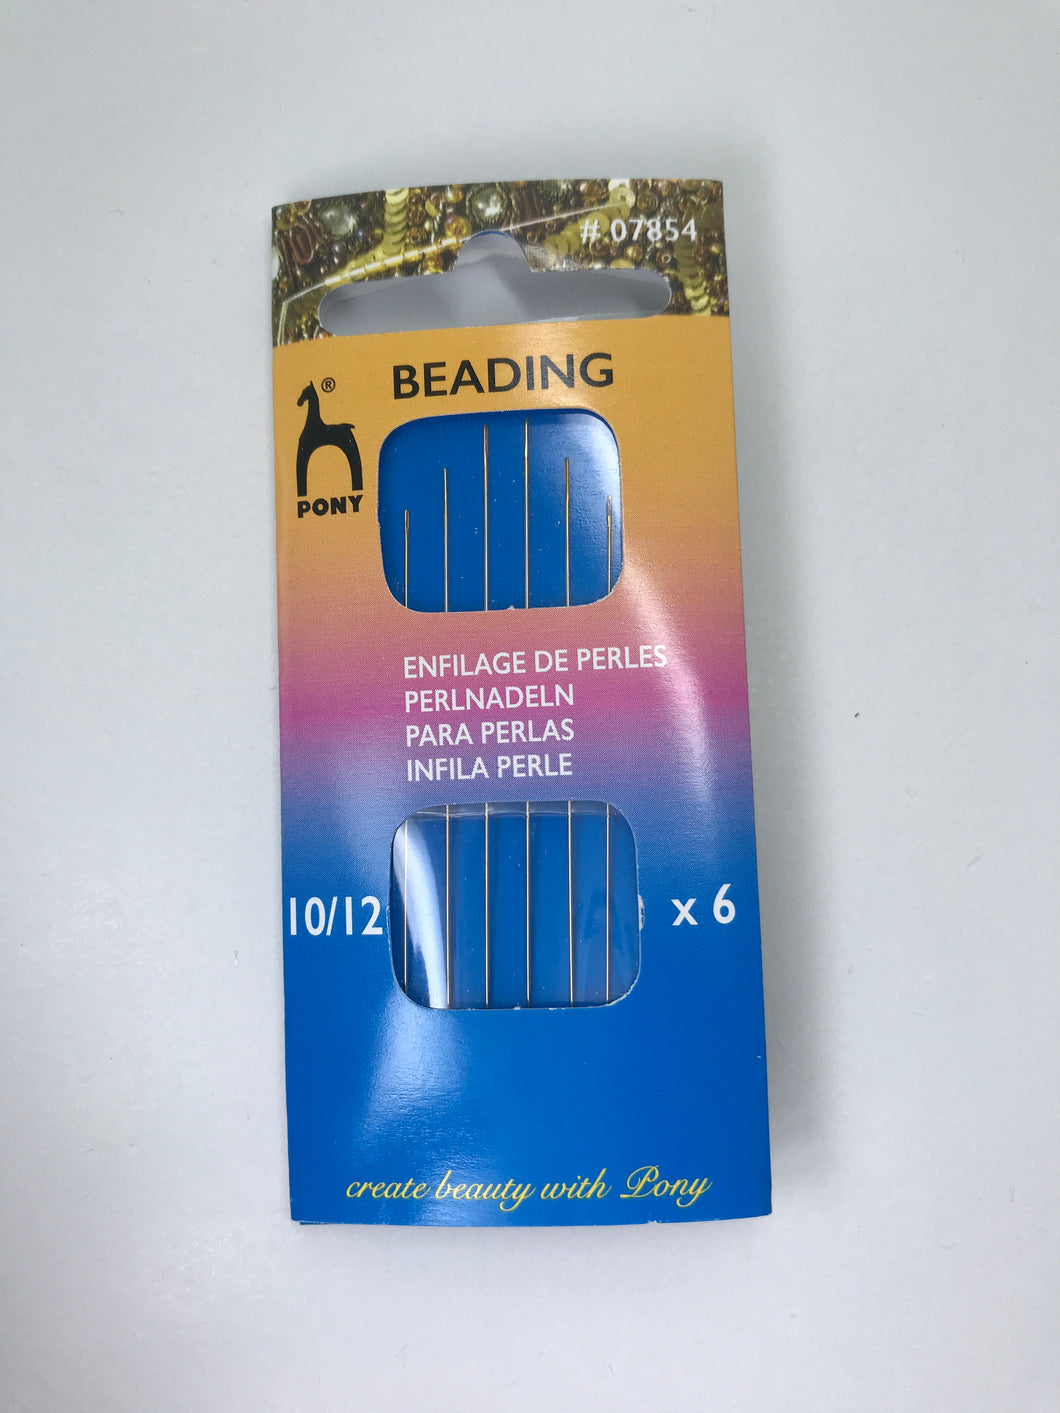 # 07854
BEADING
®
PONY
ENFILAGE DE PERLES
PERLNADELN
PARA PERLAS
INFILA PERLE
10/12
x 6
create beauty with Pony